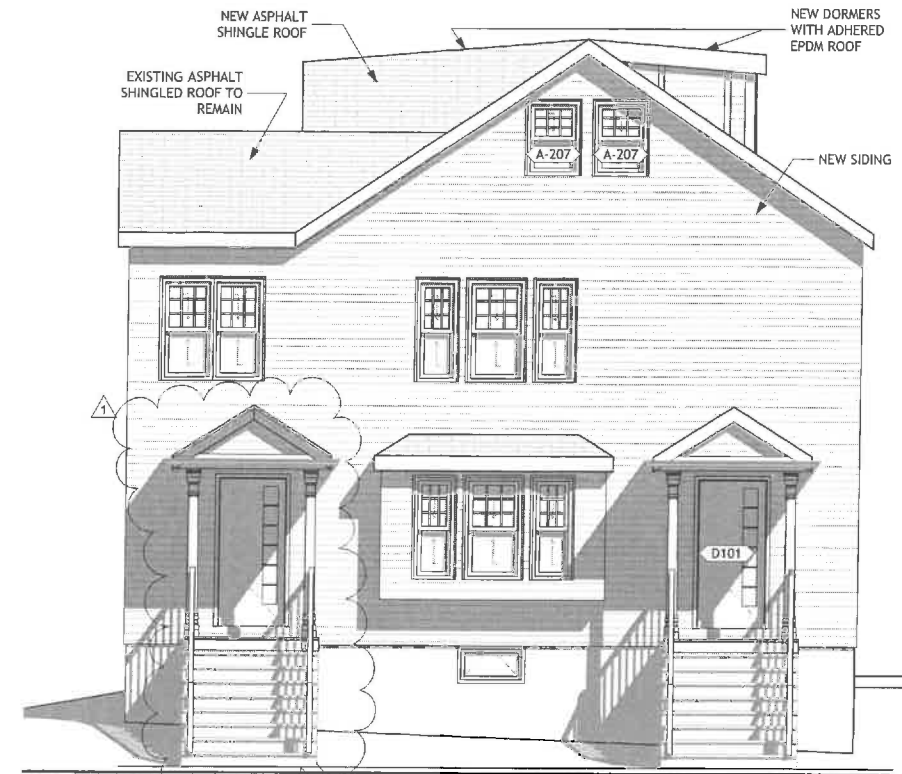 NEW ASPHALT
SHINGLE ROOF
NEW DORMERS
WITH ADHERED
EPDM ROOF
EXISTING ASPHALT
SHINGLED ROOF TO
REMAIN
A-207
A-207
NEW SIDING
1
D101